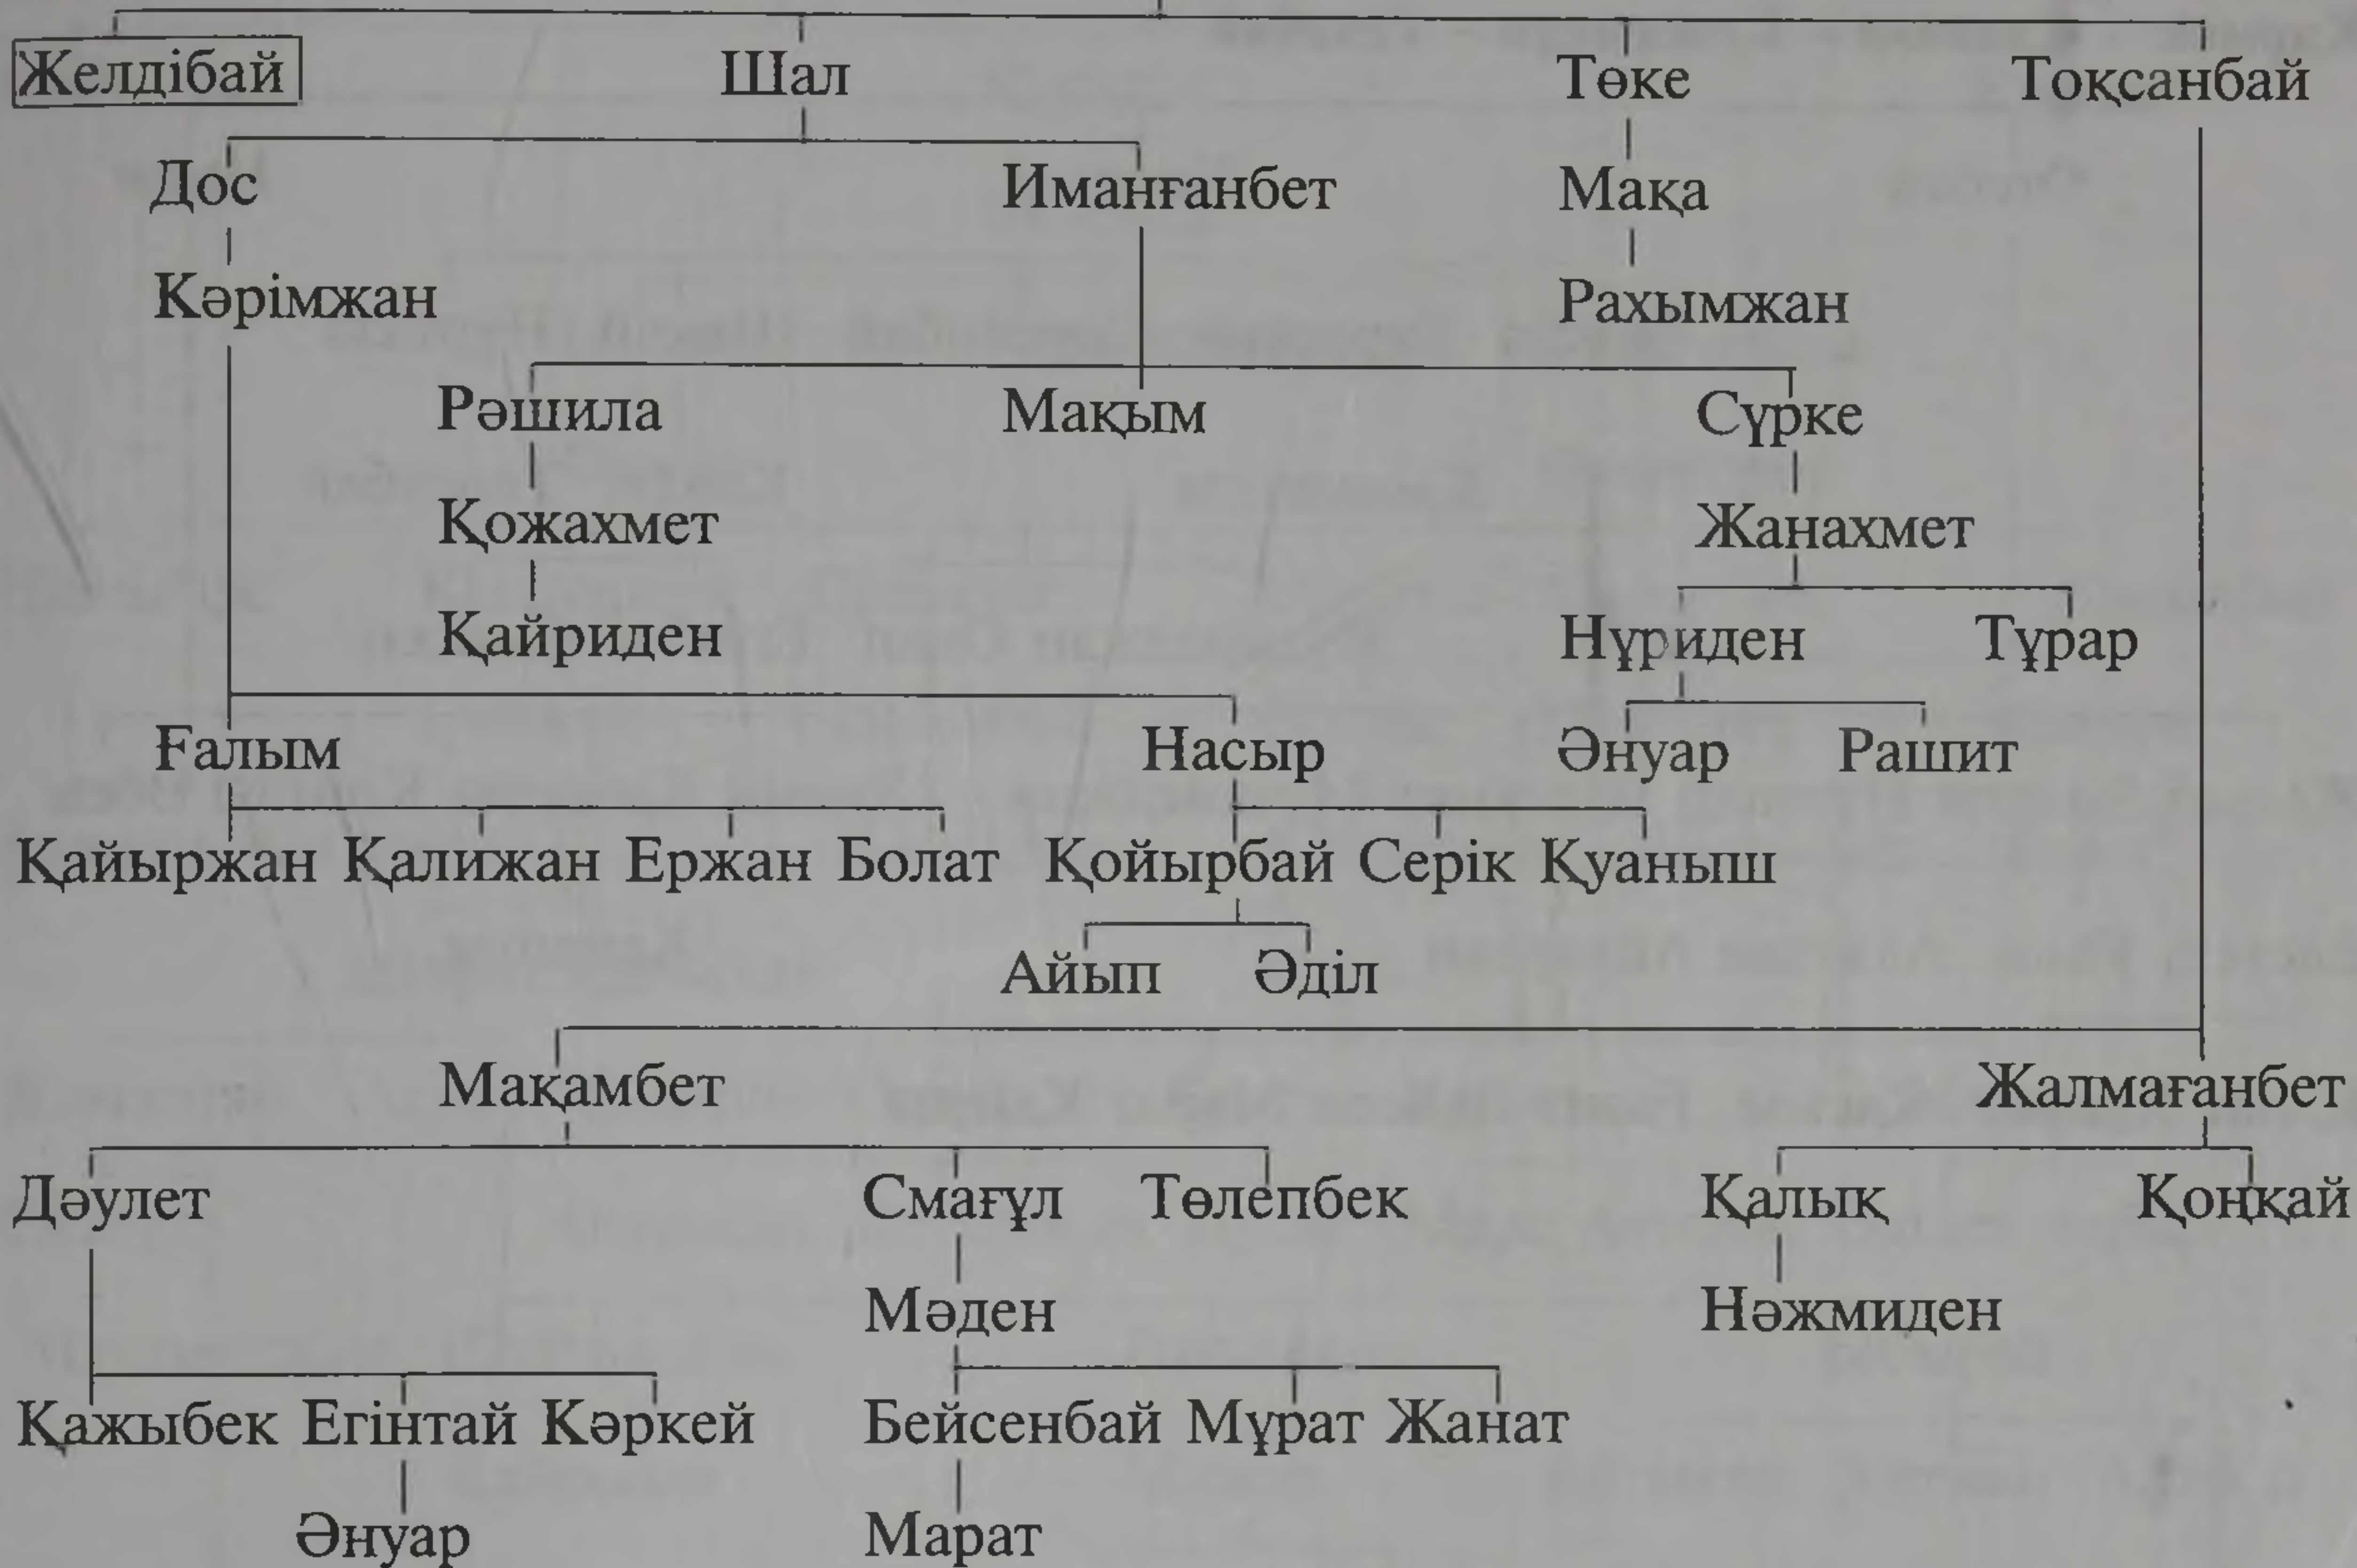 Желдібай Шал Төке Тоқсанбай
Дос Иманғанбет Мақа
Кәрімжан Рахымжан
Рәшила Мақым Сүрке
Қожахмет Жанахмет
Қайриден Нұриден Тұрар
Ғалым Насыр Әнуар Рашит
Қайыржан Қалижан Ержан Болат Қойырбай Серік Қуаныш
Айып Әділ
Мақамбет Жалмағанбет
Дәулет Смағұл Төлепбек Қалық Қоңқай
Мәден Нәжмиден
Қажыбек Егінтай Кәркей Бейсенбай Мұрат Жанат
Әнуар Марат